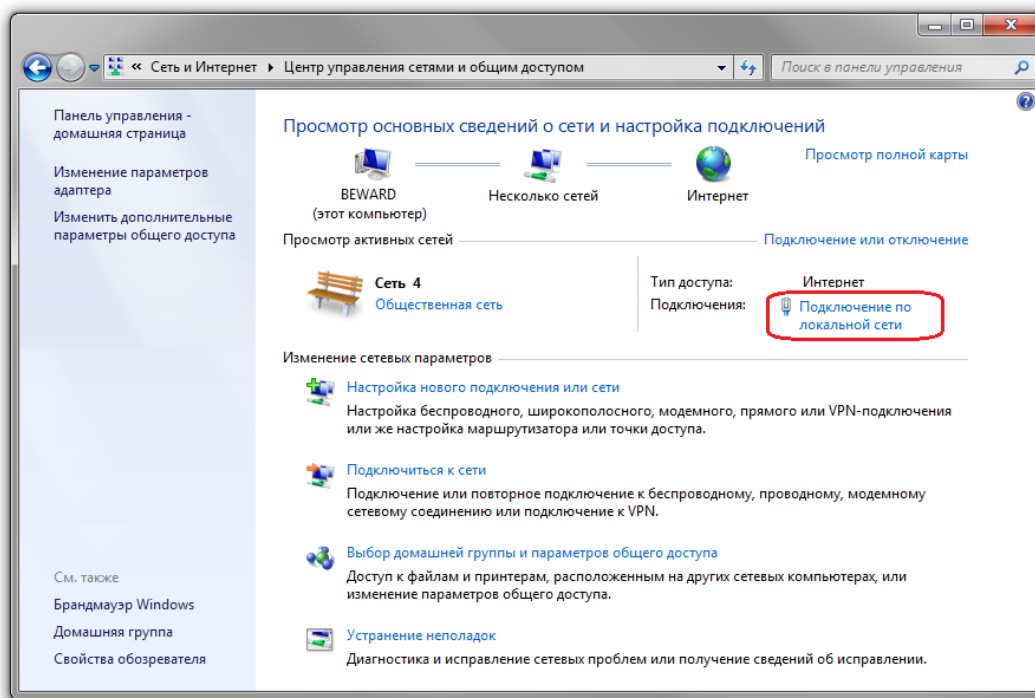 « Сеть и Интернет ▸ Центр управления сетями и общим доступом
Поиск в панели управления
Панель управления -
домашняя страница
Изменение параметров
адаптера
Изменить дополнительные
параметры общего доступа
Просмотр основных сведений о сети и настройка подключений
Просмотр полной карты
BEWARD
(этот компьютер)
Несколько сетей
Интернет
Просмотр активных сетей
Подключение или отключение
Сеть 4
Общественная сеть
Тип доступа: Интернет
Подключения: Подключение по
локальной сети
Изменение сетевых параметров
Настройка нового подключения или сети
Настройка беспроводного, широкополосного, модемного, прямого или VPN-подключения
или же настройка маршрутизатора или точки доступа.
Подключиться к сети
Подключение или повторное подключение к беспроводному, проводному, модемному
сетевому соединению или подключение к VPN.
Выбор домашней группы и параметров общего доступа
Доступ к файлам и принтерам, расположенным на других сетевых компьютерах, или
изменение параметров общего доступа.
Устранение неполадок
Диагностика и исправление сетевых проблем или получение сведений об исправлении.
См. также
Брандмауэр Windows
Домашняя группа
Свойства обозревателя